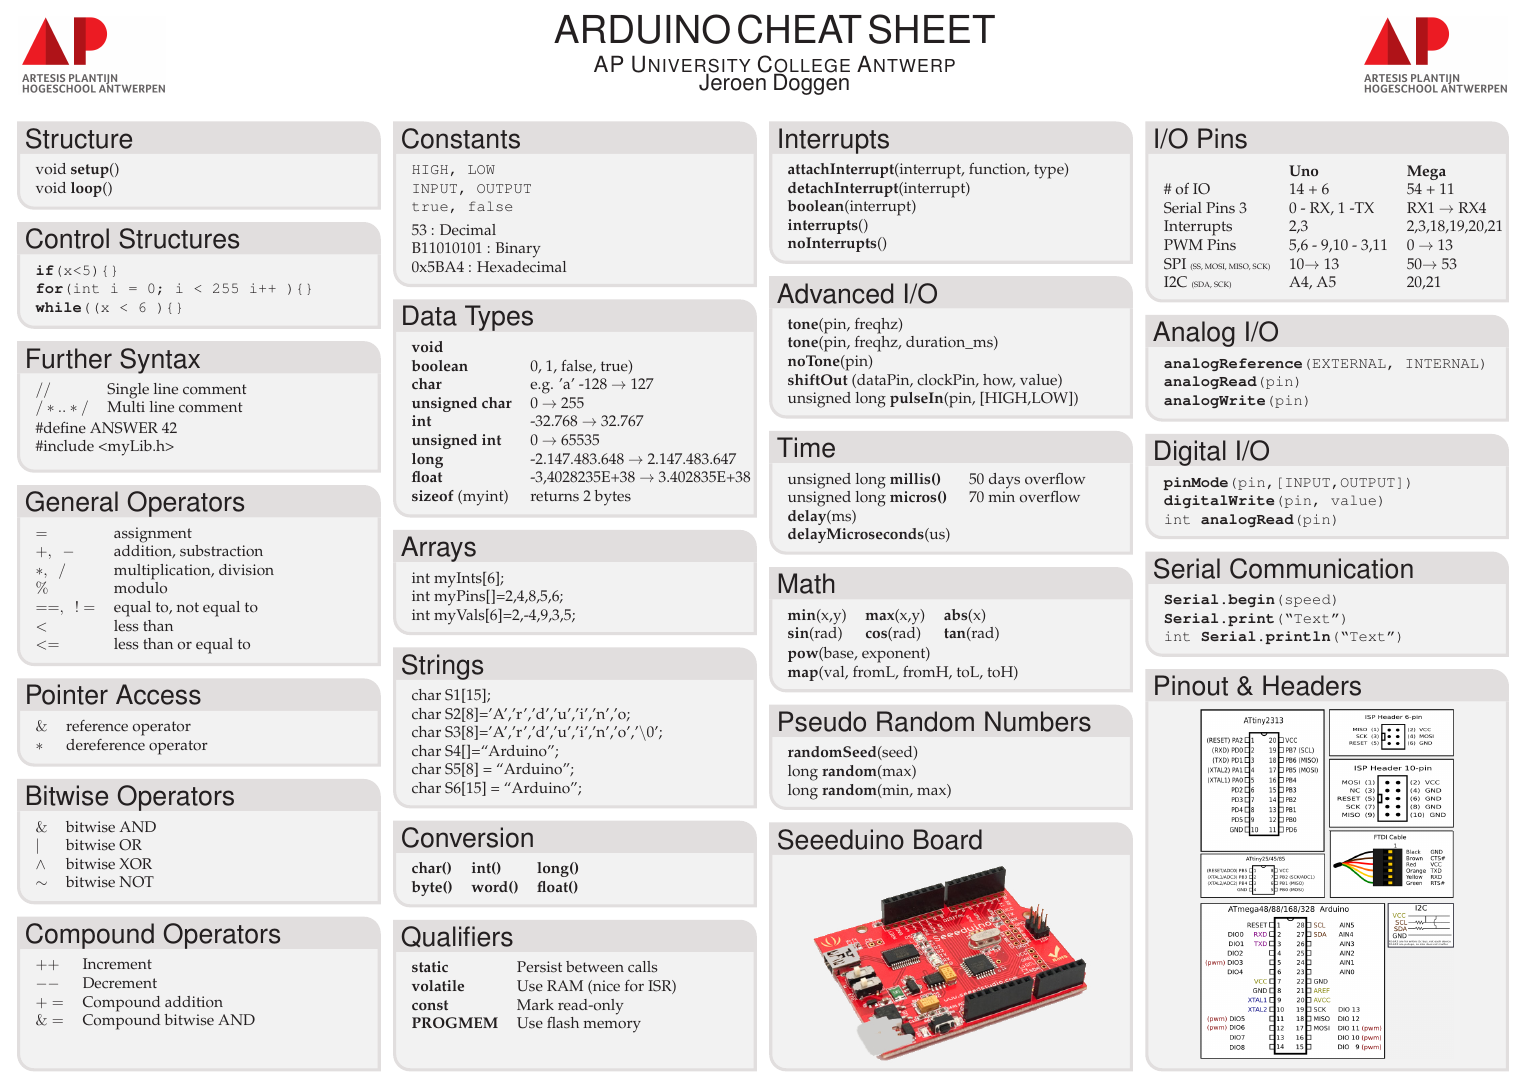 ARDUINO CHEAT SHEET
AP UNIVERSITY COLLEGE ANTWERP
Jeroen Doggen
AP
ARTESIS PLANTIJN
HOGESCHOOL ANTWERPEN
AP
ARTESIS PLANTIJN
HOGESCHOOL ANTWERPEN
Structure
void setup()
void loop()
Control Structures
if(x<5){}
for(int i = 0; i < 255 i++ ){}
while((x < 6 ){}
Further Syntax
// Single line comment
/ * .. * / Multi line comment
#define ANSWER 42
#include <myLib.h>
General Operators
= assignment
+, − addition, substraction
*, / multiplication, division
% modulo
==, ! = equal to, not equal to
< less than
<= less than or equal to
Pointer Access
& reference operator
* dereference operator
Bitwise Operators
& bitwise AND
| bitwise OR
∧ bitwise XOR
∼ bitwise NOT
Compound Operators
++ Increment
−− Decrement
+ = Compound addition
& = Compound bitwise AND
Constants
HIGH, LOW
INPUT, OUTPUT
true, false
53 : Decimal
B11010101 : Binary
0x5BA4 : Hexadecimal
Data Types
void
boolean 0, 1, false, true)
char e.g. ’a’ -128 → 127
unsigned char 0 → 255
int -32.768 → 32.767
unsigned int 0 → 65535
long -2.147.483.648 → 2.147.483.647
float -3,4028235E+38 → 3.402835E+38
sizeof (myint) returns 2 bytes
Arrays
int myInts[6];
int myPins[]=2,4,8,5,6;
int myVals[6]=2,-4,9,3,5;
Strings
char S1[15];
char S2[8]=’A’,’r’,’d’,’u’,’i’,’n’,’o;
char S3[8]=’A’,’r’,’d’,’u’,’i’,’n’,’o’,’\0’;
char S4[]=“Arduino”;
char S5[8] = “Arduino”;
char S6[15] = “Arduino”;
Conversion
char() int() long()
byte() word() float()
Qualifiers
static Persist between calls
volatile Use RAM (nice for ISR)
const Mark read-only
PROGMEM Use flash memory
Interrupts
attachInterrupt(interrupt, function, type)
detachInterrupt(interrupt)
boolean(interrupt)
interrupts()
noInterrupts()
Advanced I/O
tone(pin, freqhz)
tone(pin, freqhz, duration_ms)
noTone(pin)
shiftOut (dataPin, clockPin, how, value)
unsigned long pulseIn(pin, [HIGH,LOW])
Time
unsigned long millis() 50 days overflow
unsigned long micros() 70 min overflow
delay(ms)
delayMicroseconds(us)
Math
min(x,y) max(x,y) abs(x)
sin(rad) cos(rad) tan(rad)
pow(base, exponent)
map(val, fromL, fromH, toL, toH)
Pseudo Random Numbers
randomSeed(seed)
long random(max)
long random(min, max)
Seeeduino Board
Seeeduino
I/O Pins
Uno Mega
# of IO 14 + 6 54 + 11
Serial Pins 3 0 - RX, 1 -TX RX1 → RX4
Interrupts 2,3 2,3,18,19,20,21
PWM Pins 5,6 - 9,10 - 3,11 0 → 13
SPI (SS, MOSI, MISO, SCK) 10→ 13 50→ 53
I2C (SDA, SCK) A4, A5 20,21
Analog I/O
analogReference(EXTERNAL, INTERNAL)
analogRead(pin)
analogWrite(pin)
Digital I/O
pinMode(pin,[INPUT,OUTPUT])
digitalWrite(pin, value)
int analogRead(pin)
Serial Communication
Serial.begin(speed)
Serial.print(“Text”)
int Serial.println(“Text”)
Pinout & Headers
ATtiny2313
(RESET) PA2 1 20 VCC
(RXD) PD0 2 19 PB7 (SCL)
(TXD) PD1 3 18 PB6 (MISO)
(XTAL2) PA1 4 17 PB5 (MOSI)
(XTAL1) PA0 5 16 PB4
PD2 6 15 PB3
PD3 7 14 PB2
PD4 8 13 PB1
PD5 9 12 PB0
GND 10 11 PD6
ISP Header 6-pin
MISO (1) (2) VCC
SCK (3) (4) MOSI
RESET (5) (6) GND
ISP Header 10-pin
MOSI (1) (2) VCC
NC (3) (4) GND
RESET (5) (6) GND
SCK (7) (8) GND
MISO (9) (10) GND
FTDI Cable
1
Black GND
Brown CTS#
Red VCC
Orange TXD
Yellow RXD
Green RTS#
ATtiny25/45/85
(RESET/ADC0) PB5 1 8 VCC
(XTAL1/ADC3) PB3 2 7 PB2 (SCK/ADC1)
(XTAL2/ADC2) PB4 3 6 PB1 (MISO)
GND 4 5 PB0 (MOSI)
ATmega48/88/168/328 Arduino
RESET 1 28 SCL AIN5
DIO0 RXD 2 27 SDA AIN4
DIO1 TXD 3 26 AIN3
DIO2 4 25 AIN2
(pwm) DIO3 5 24 AIN1
DIO4 6 23 AIN0
VCC 7 22 GND
GND 8 21 AREF
XTAL1 9 20 AVCC
XTAL2 10 19 SCK DIO 13
(pwm) DIO5 11 18 MISO DIO 12
(pwm) DIO6 12 17 MOSI DIO 11 (pwm)
DIO7 13 16 DIO 10 (pwm)
DIO8 14 15 DIO 9 (pwm)
I2C
VCC
SCL
SDA
GND